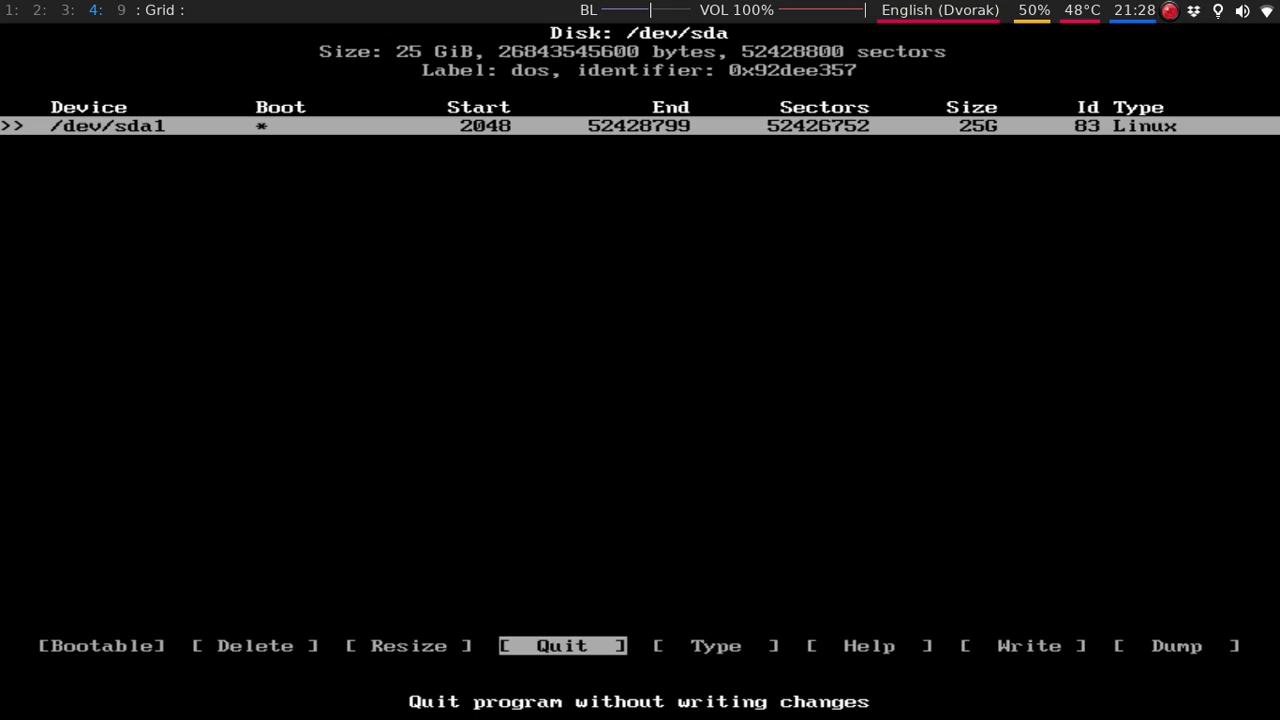 1: 2: 3: 4: 9 : Grid : BL VOL 100% English (Dvorak) 50% 48°C 21:28
Disk: /dev/sda
Size: 25 GiB, 26843545600 bytes, 52428800 sectors
Label: dos, identifier: 0x92dee357
Device Boot Start End Sectors Size Id Type
>> /dev/sda1 * 2048 52428799 52426752 25G 83 Linux
[Bootable] [ Delete ] [ Resize ] [ Quit ] [ Type ] [ Help ] [ Write ] [ Dump ]
Quit program without writing changes